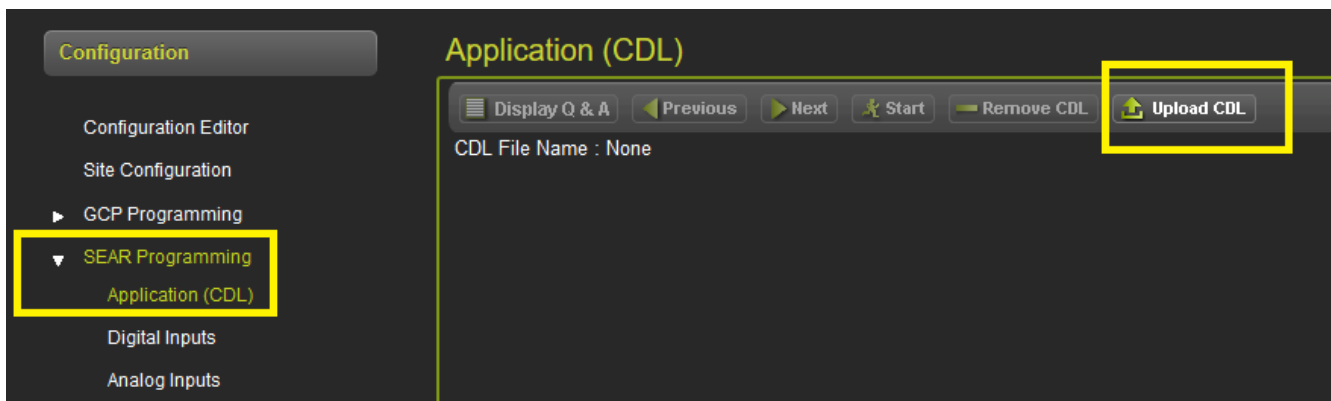 Configuration
Configuration Editor
Site Configuration
GCP Programming
SEAR Programming
Application (CDL)
Digital Inputs
Analog Inputs
Application (CDL)
Display Q & A Previous Next Start Remove CDL Upload CDL
CDL File Name : None